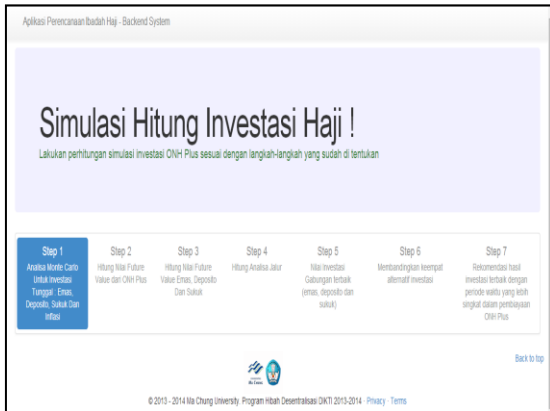 Aplikasi Perencanaan Ibadah Haji - Backend System
Simulasi Hitung Investasi Haji !
Lakukan perhitungan simulasi investasi ONH Plus sesuai dengan langkah-langkah yang sudah di tentukan
Step 1
Analisa Monte Carlo
Untuk Investasi
Tunggal : Emas,
Deposito, Sukuk Dan
Inflasi
Step 2
Hitung Nilai Future
Value dan ONH Plus
Step 3
Hitung Nilai Future
Value Emas, Deposito
Dan Sukuk
Step 4
Hitung Analisa Jalur
Step 5
Nilai Investasi
Gabungan terbaik
(emas, deposito dan
sukuk)
Step 6
Membandingkan keempat
alternatif investasi
Step 7
Rekomendasi hasil
investasi terbaik dengan
periode waktu yang lebih
singkat dalam pembiayaan
ONH Plus
Back to top
Ma Chung
© 2013 - 2014 Ma Chung University. Program Hibah Desentralisasi DIKTI 2013-2014 · Privacy · Terms